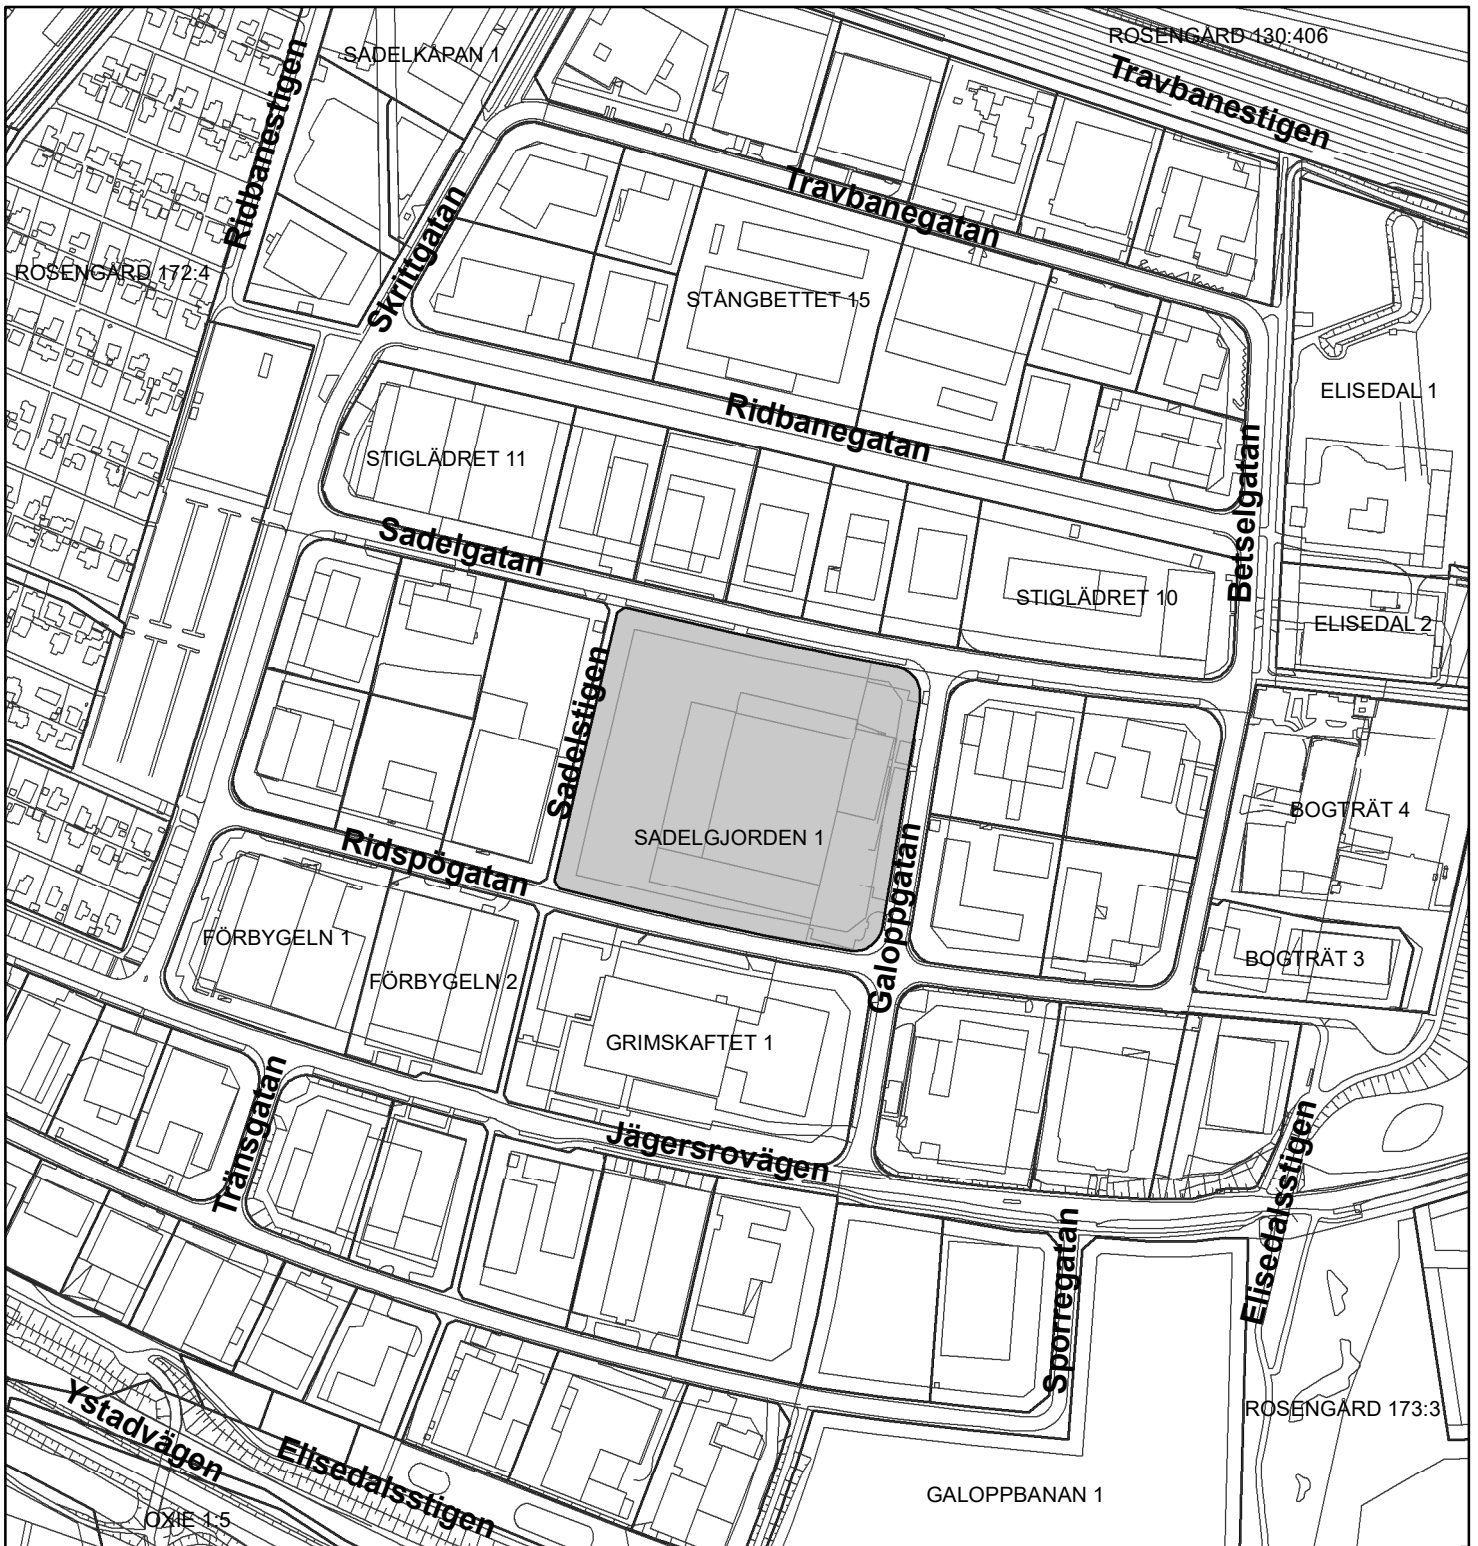 SADELKÅPAN 1
ROSENGÅRD 130:406
Travbanestigen
Ridbanestigen
Travbanegatan
Skrittgatan
ROSENGÅRD 172:4
STÅNGBETTET 15
ELISEDAL 1
Ridbanegatan
STIGLÄDRET 11
Betselgatan
Sadelgatan
STIGLÄDRET 10
ELISEDAL 2
Sadelstigen
BOGTRÄT 4
SADELGJORDEN 1
Ridspögatan
Galoppgatan
FÖRBYGELN 1
BOGTRÄT 3
FÖRBYGELN 2
GRIMSKAFTET 1
Tränsgatan
Jägersrovägen
Elisedalsstigen
Sporregatan
Ystadvägen
ROSENGÅRD 173:3
Elisedalsstigen
GALOPPBANAN 1
OXIE 1:5